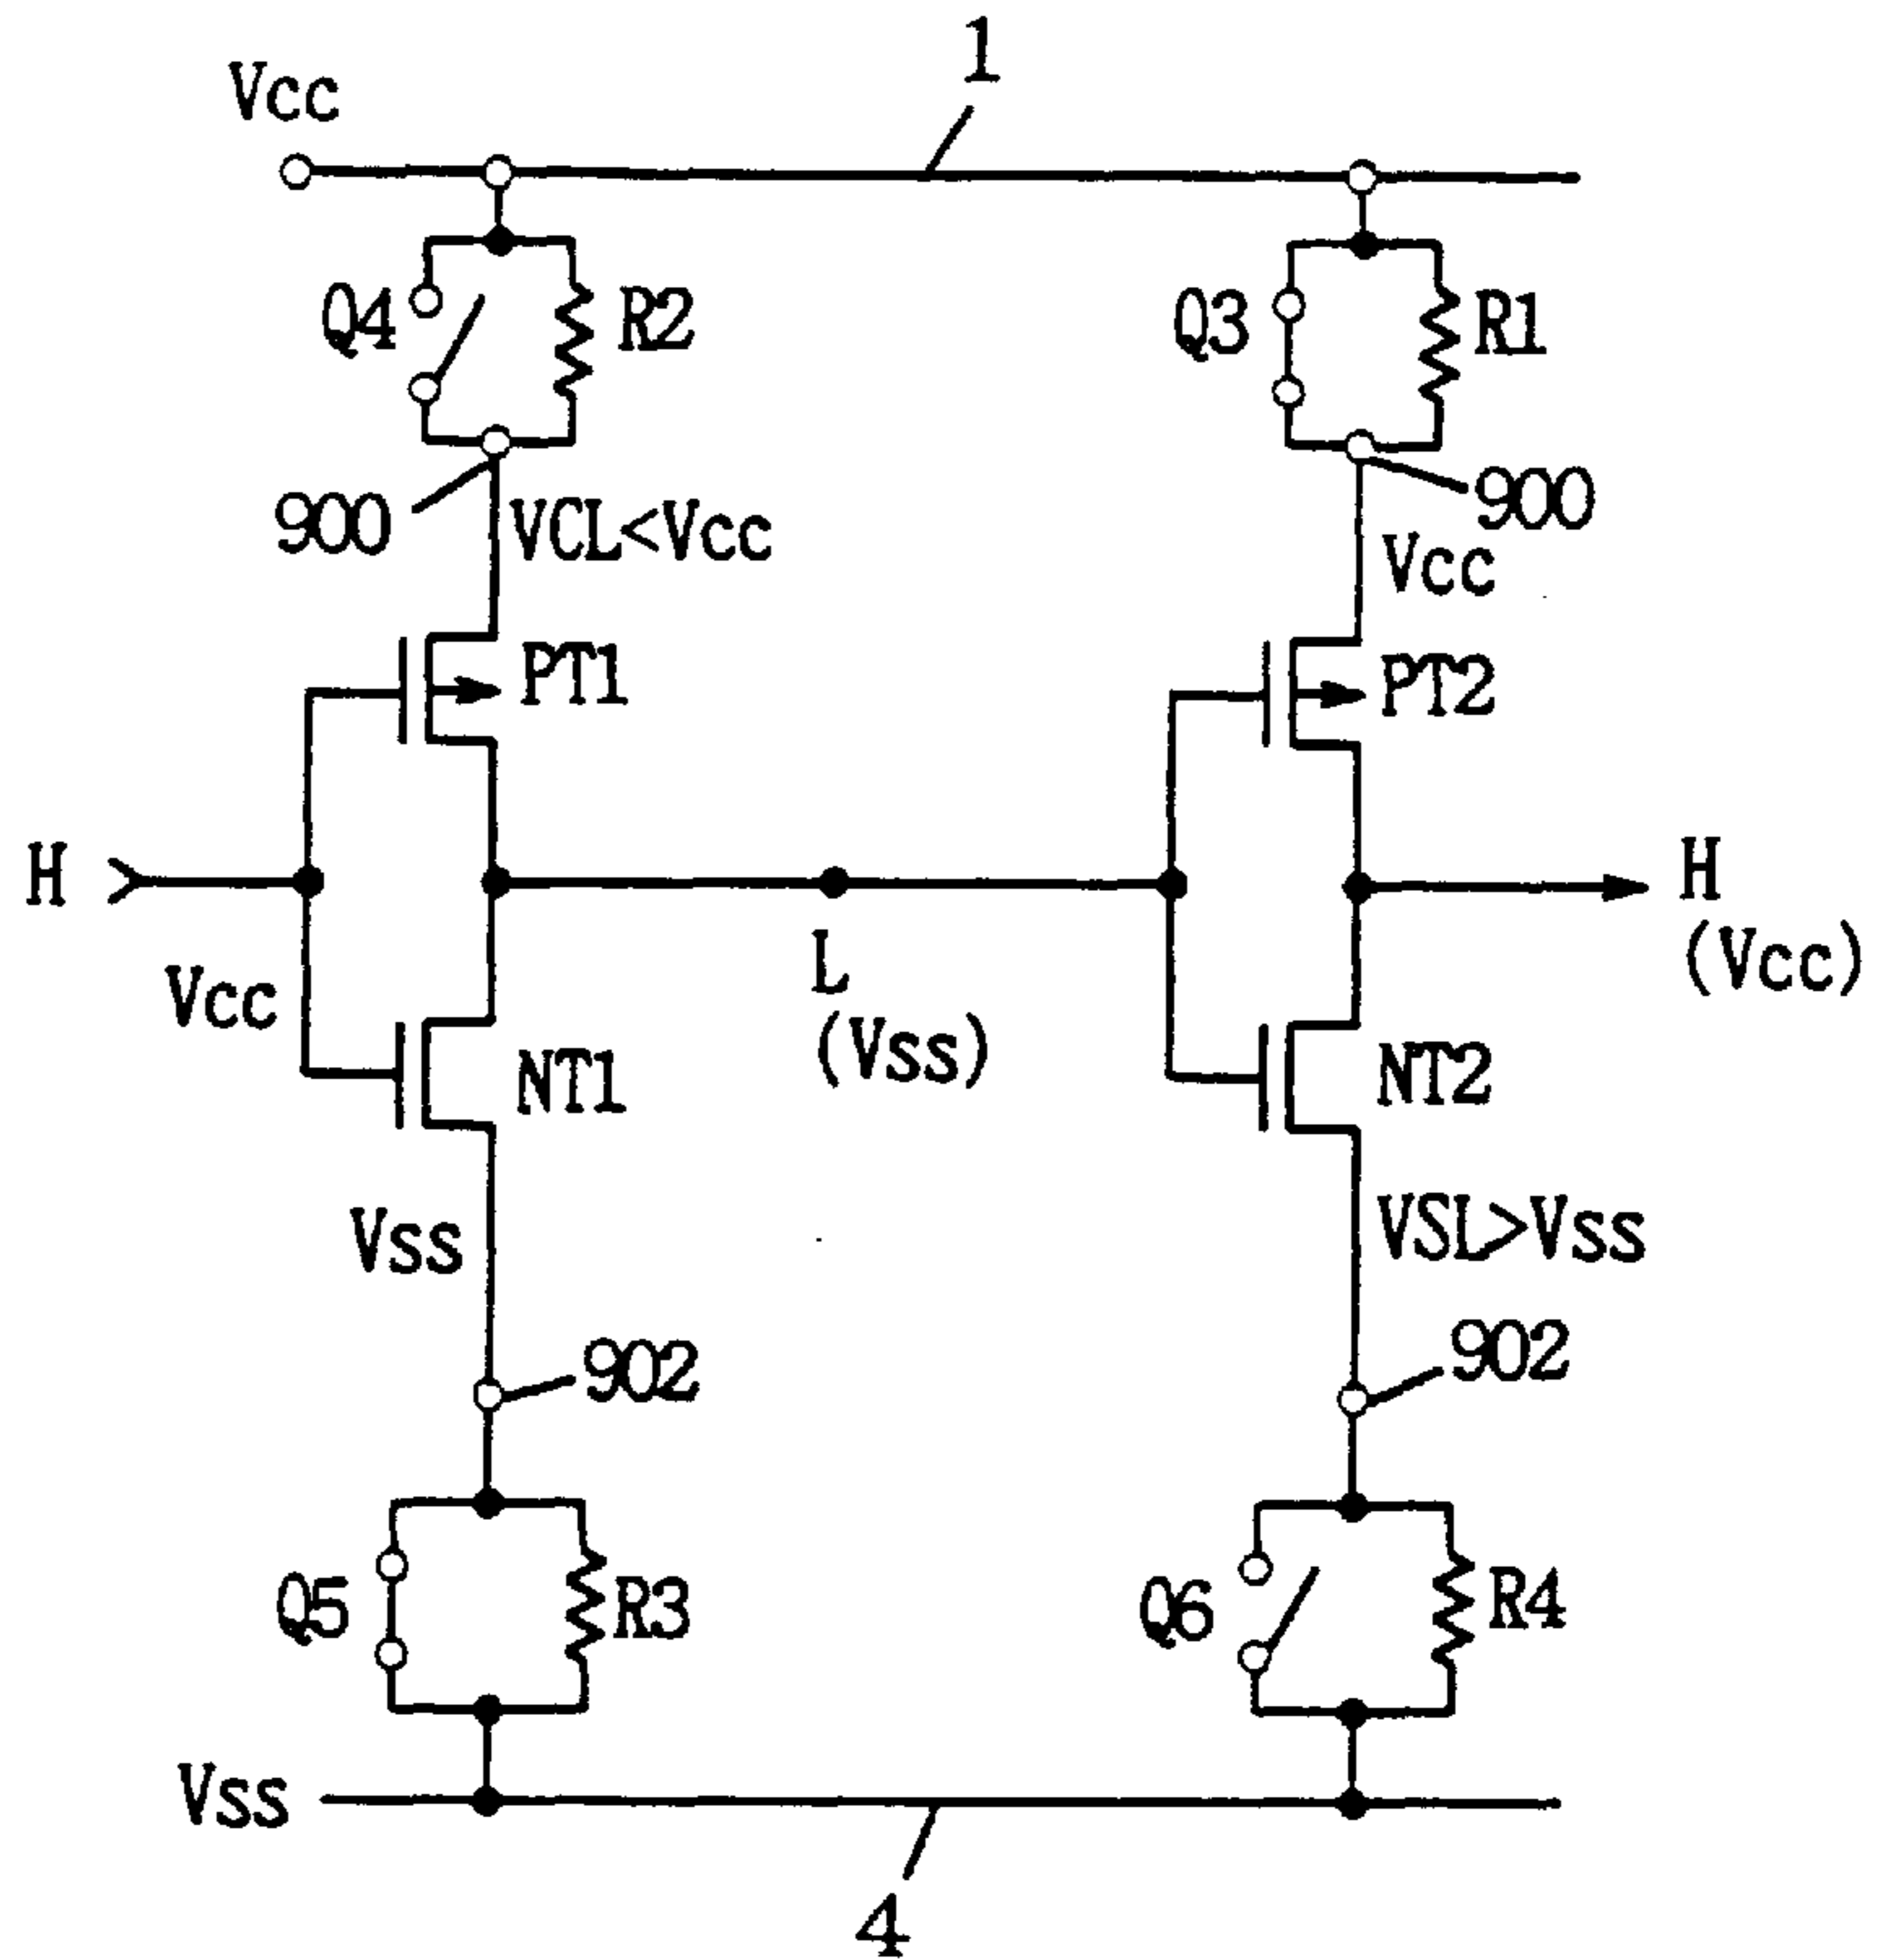 1
Vcc
Q4
R2
Q3
R1
900
VCL<Vcc
900
Vcc
PT1
PT2
H
H
(Vcc)
Vcc
L
(Vss)
NT1
NT2
Vss
VSL>Vss
902
902
Q5
R3
Q6
R4
Vss
4